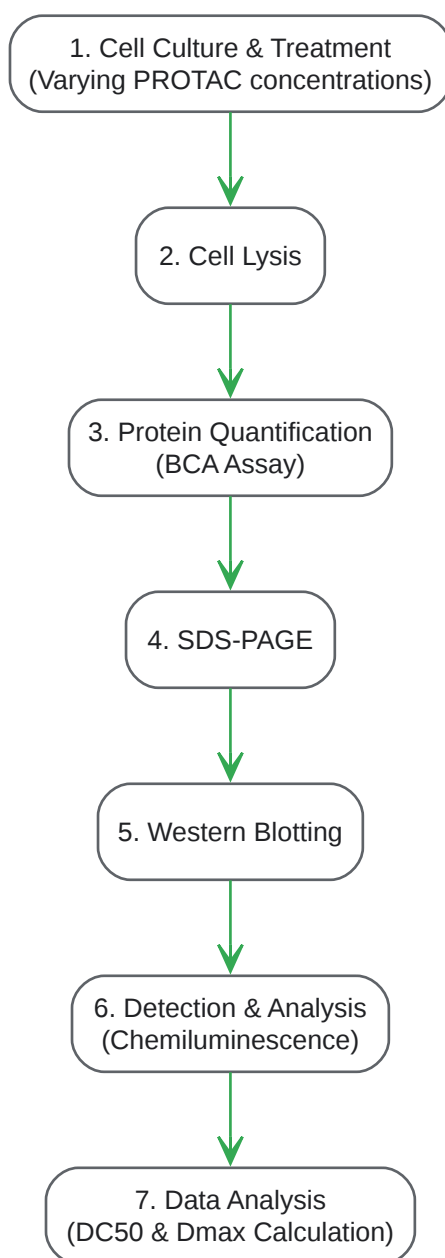 1. Cell Culture & Treatment
(Varying PROTAC concentrations)
2. Cell Lysis
3. Protein Quantification
(BCA Assay)
4. SDS-PAGE
5. Western Blotting
6. Detection & Analysis
(Chemiluminescence)
7. Data Analysis
(DC50 & Dmax Calculation)